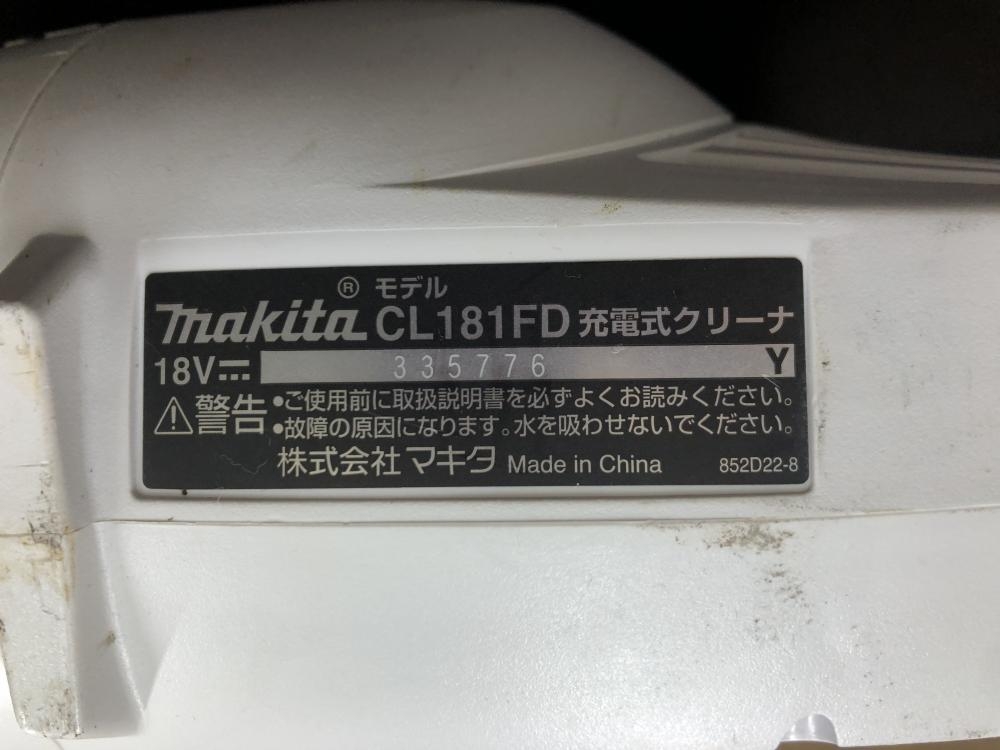 makita® モデル CL181FD 充電式クリーナ
18V⎓ 335776 Y
⚠警告 •ご使用前に取扱説明書を必ずよくお読みください。
•故障の原因になります。水を吸わせないでください。
株式会社 マキタ Made in China 852D22-8